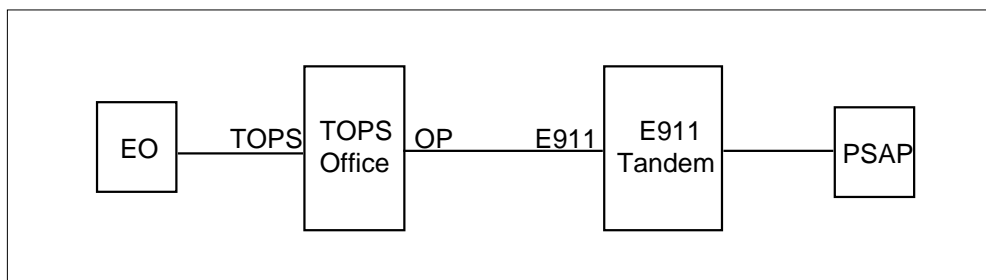 EO
TOPS
TOPS
Office
OP
E911
E911
Tandem
PSAP